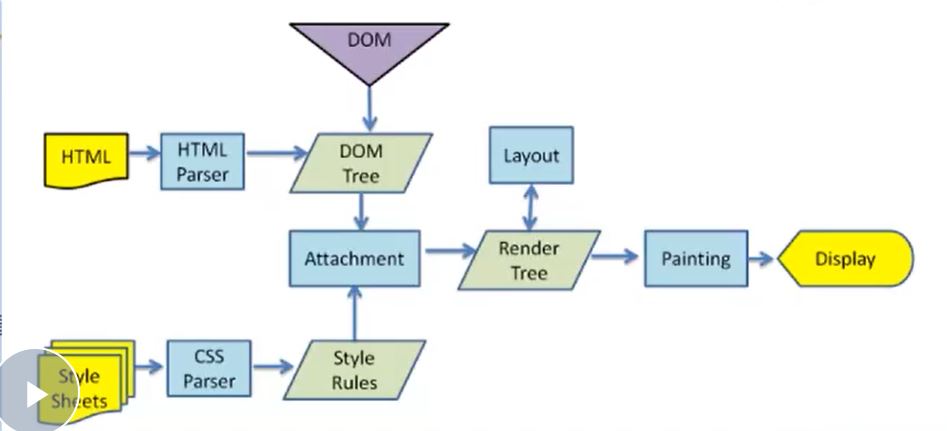 DOM
HTML
HTML
Parser
DOM
Tree
Layout
Attachment
Render
Tree
Painting
Display
Style
Sheets
CSS
Parser
Style
Rules